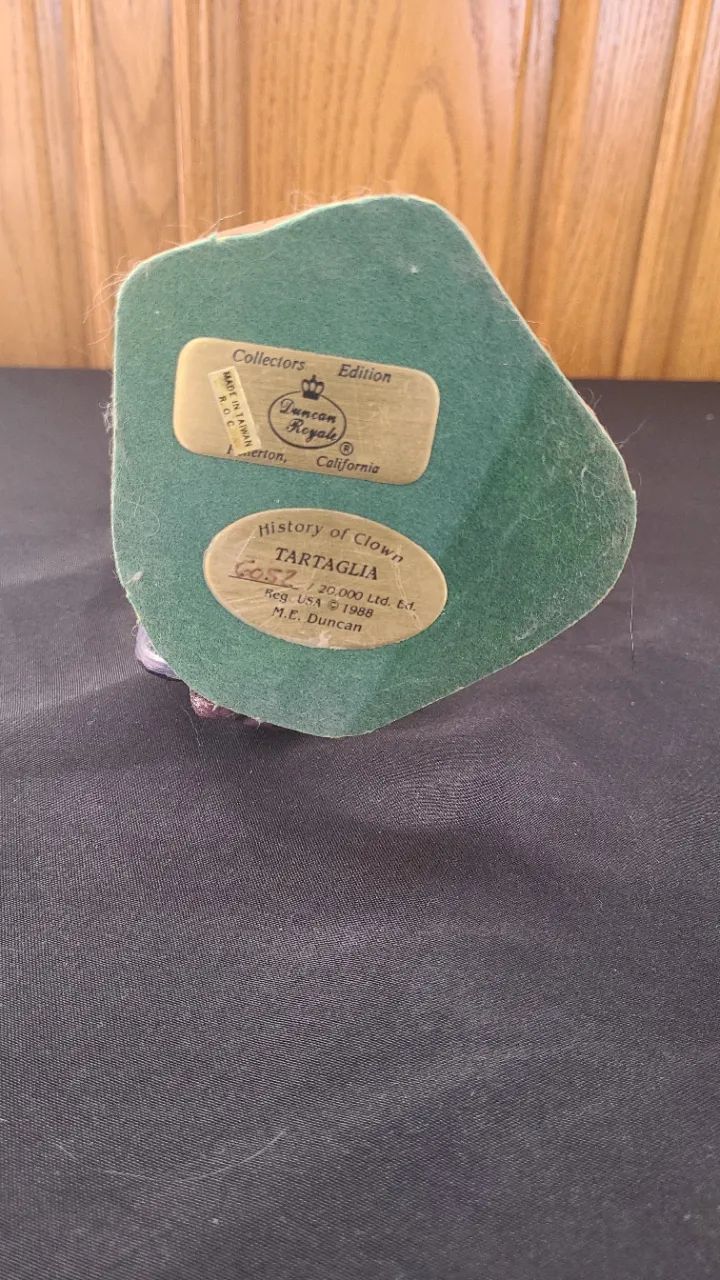 Collectors Edition
MADE IN TAIWAN
R.O.C.
Duncan
Royale
®
California
History of Clown
TARTAGLIA
6052 / 20,000 Ltd. Ed.
Reg. USA © 1988
M.E. Duncan